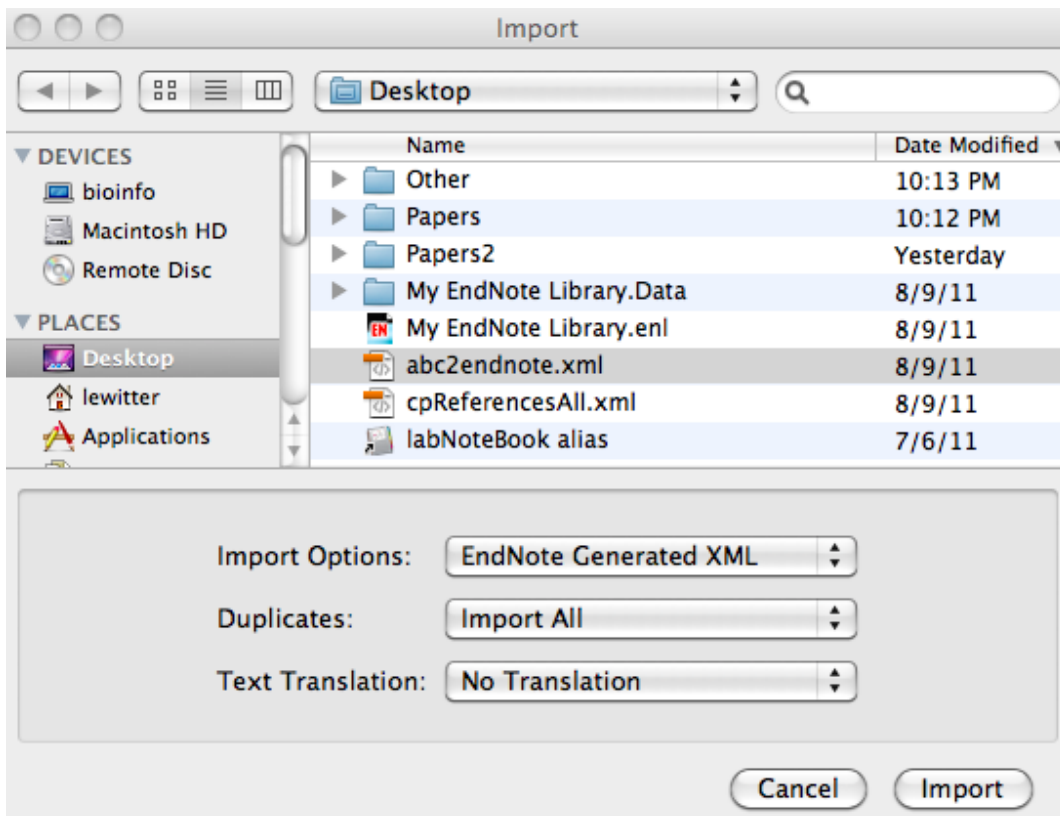 Import
Desktop
Name Date Modified
DEVICES
bioinfo
Macintosh HD
Remote Disc
PLACES
Desktop
lewitter
Applications
Other 10:13 PM
Papers 10:12 PM
Papers2 Yesterday
My EndNote Library.Data 8/9/11
EN
My EndNote Library.enl 8/9/11
abc2endnote.xml 8/9/11
cpReferencesAll.xml 8/9/11
labNoteBook alias 7/6/11
Import Options: EndNote Generated XML
Duplicates: Import All
Text Translation: No Translation
Cancel Import